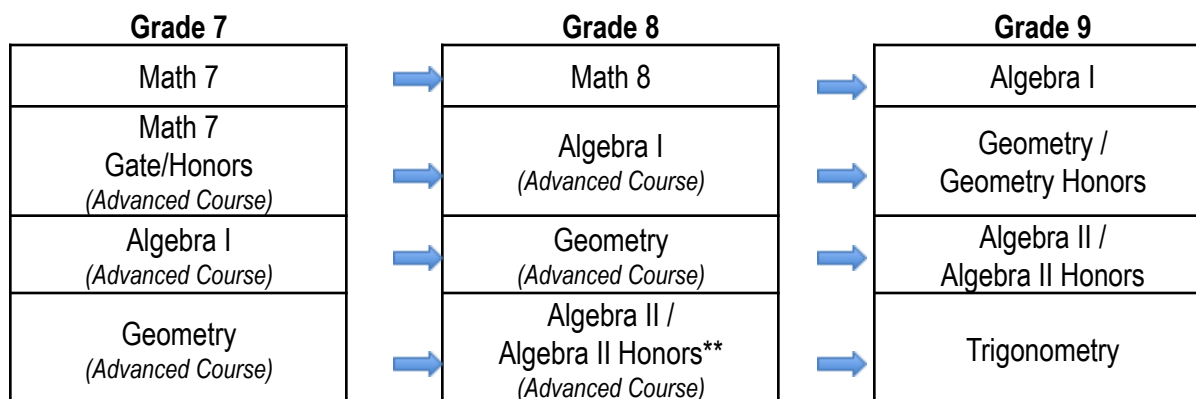 Grade 7
Grade 8
Grade 9
Math 7
Math 8
Algebra I
Math 7
Gate/Honors
(Advanced Course)
Algebra I
(Advanced Course)
Geometry /
Geometry Honors
Algebra I
(Advanced Course)
Geometry
(Advanced Course)
Algebra II /
Algebra II Honors
Geometry
(Advanced Course)
Algebra II /
Algebra II Honors**
(Advanced Course)
Trigonometry